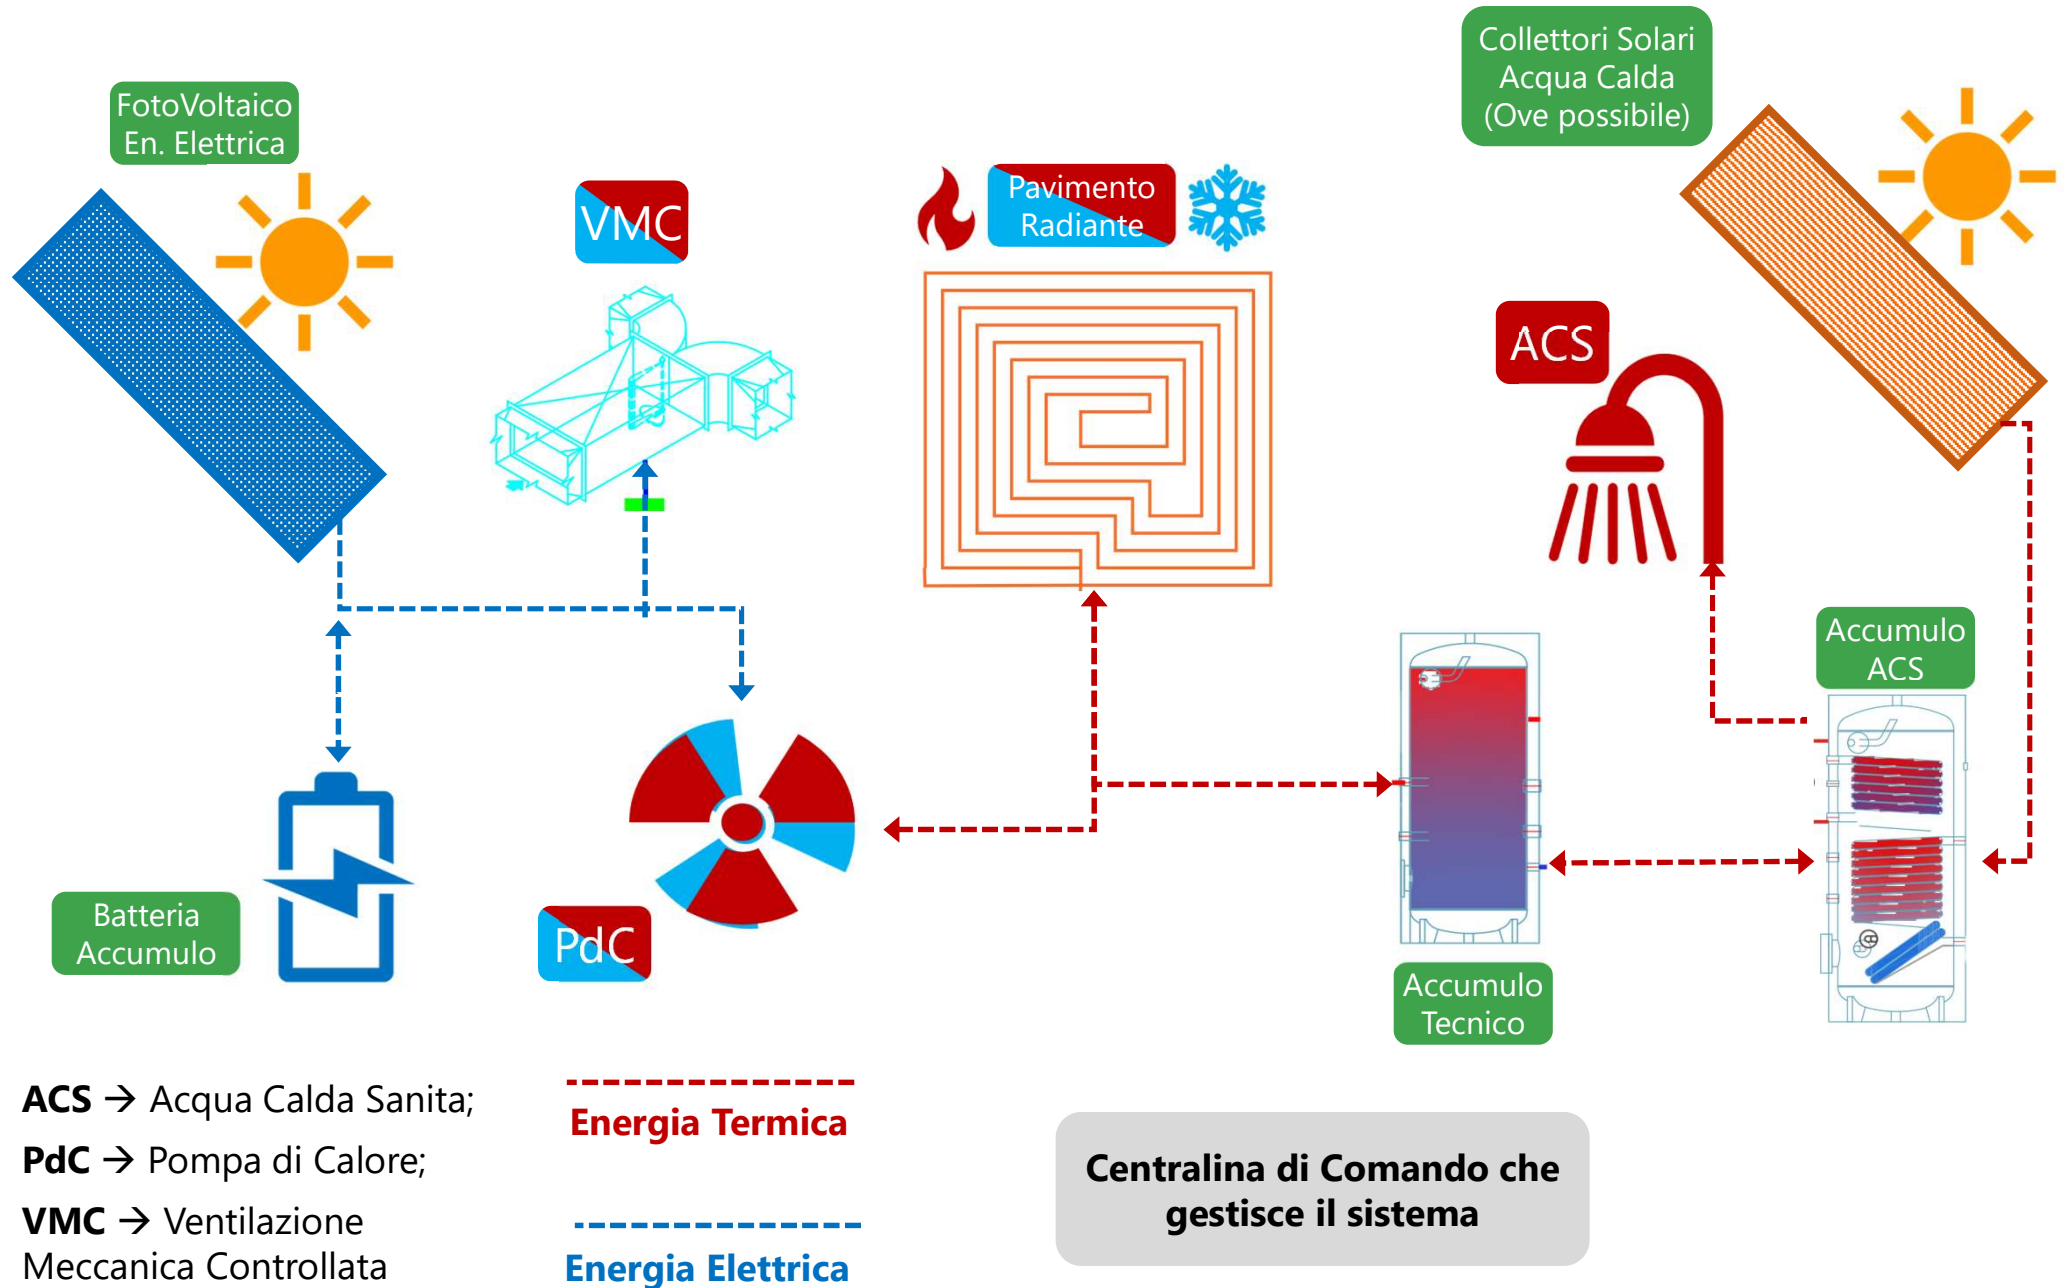 FotoVoltaico
En. Elettrica
VMC
Pavimento
Radiante
Collettori Solari
Acqua Calda
(Ove possibile)
ACS
Accumulo
ACS
Batteria
Accumulo
PdC
Accumulo
Tecnico
ACS → Acqua Calda Sanita;
PdC → Pompa di Calore;
VMC → Ventilazione
Meccanica Controllata
Energia Termica
Energia Elettrica
Centralina di Comando che
gestisce il sistema